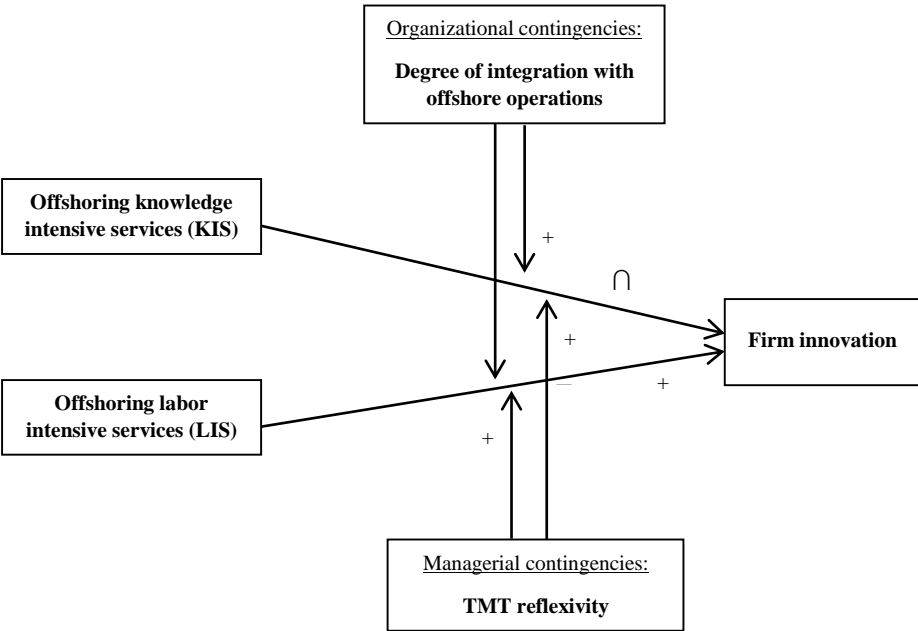 Organizational contingencies:
Degree of integration with
offshore operations
Offshoring knowledge
intensive services (KIS)
+
∩
+
Firm innovation
Offshoring labor
intensive services (LIS)
—
+
+
Managerial contingencies:
TMT reflexivity